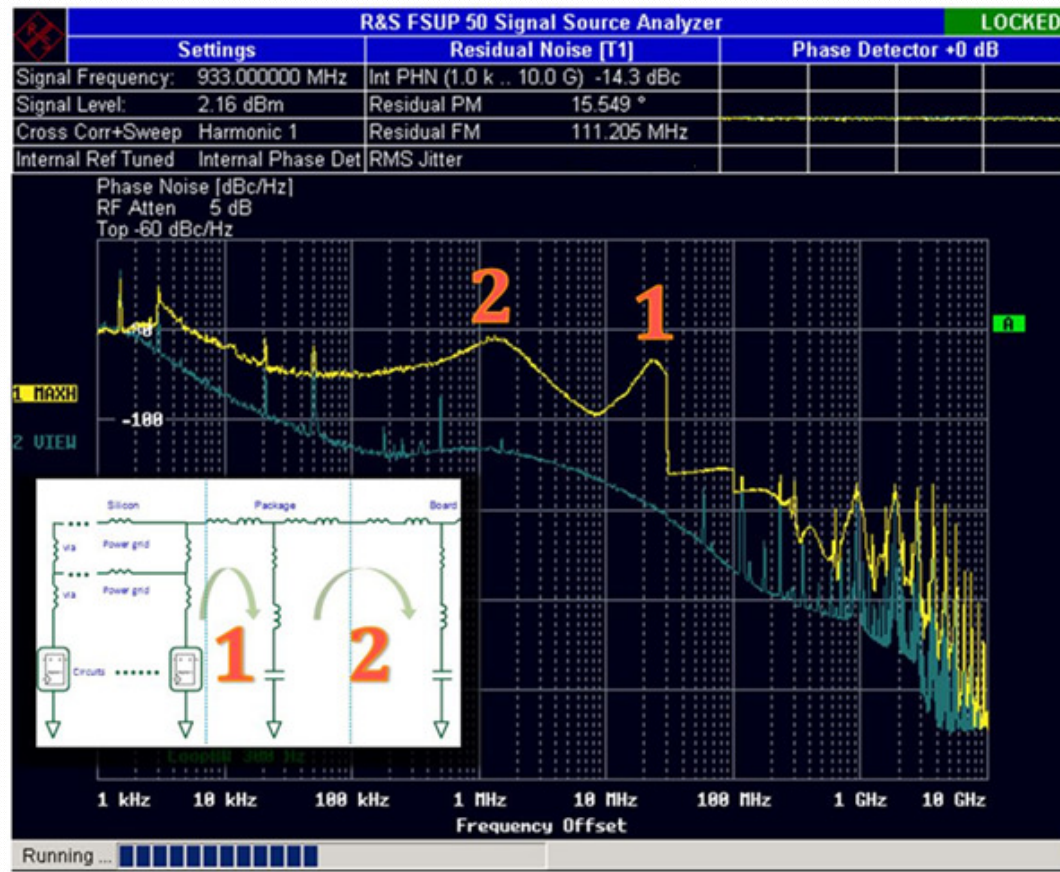 R&S FSUP 50 Signal Source Analyzer
LOCKED
Settings
Residual Noise [T1]
Phase Detector +0 dB
Signal Frequency: 933.000000 MHz
Int PHN (1.0 k .. 10.0 G) -14.3 dBc
Signal Level: 2.16 dBm
Residual PM 15.549 °
Cross Corr+Sweep Harmonic 1
Residual FM 111.205 MHz
Internal Ref Tuned Internal Phase Det
RMS Jitter
Phase Noise [dBc/Hz]
RF Atten 5 dB
Top -60 dBc/Hz
2
1
A
1 MAXH
-100
2 VIEW
Silicon
Package
Board
via
Power grid
via
Power grid
1
2
Circuits
LoopBW 300 Hz
1 kHz 10 kHz 100 kHz 1 MHz 10 MHz 100 MHz 1 GHz 10 GHz
Frequency Offset
Running ...